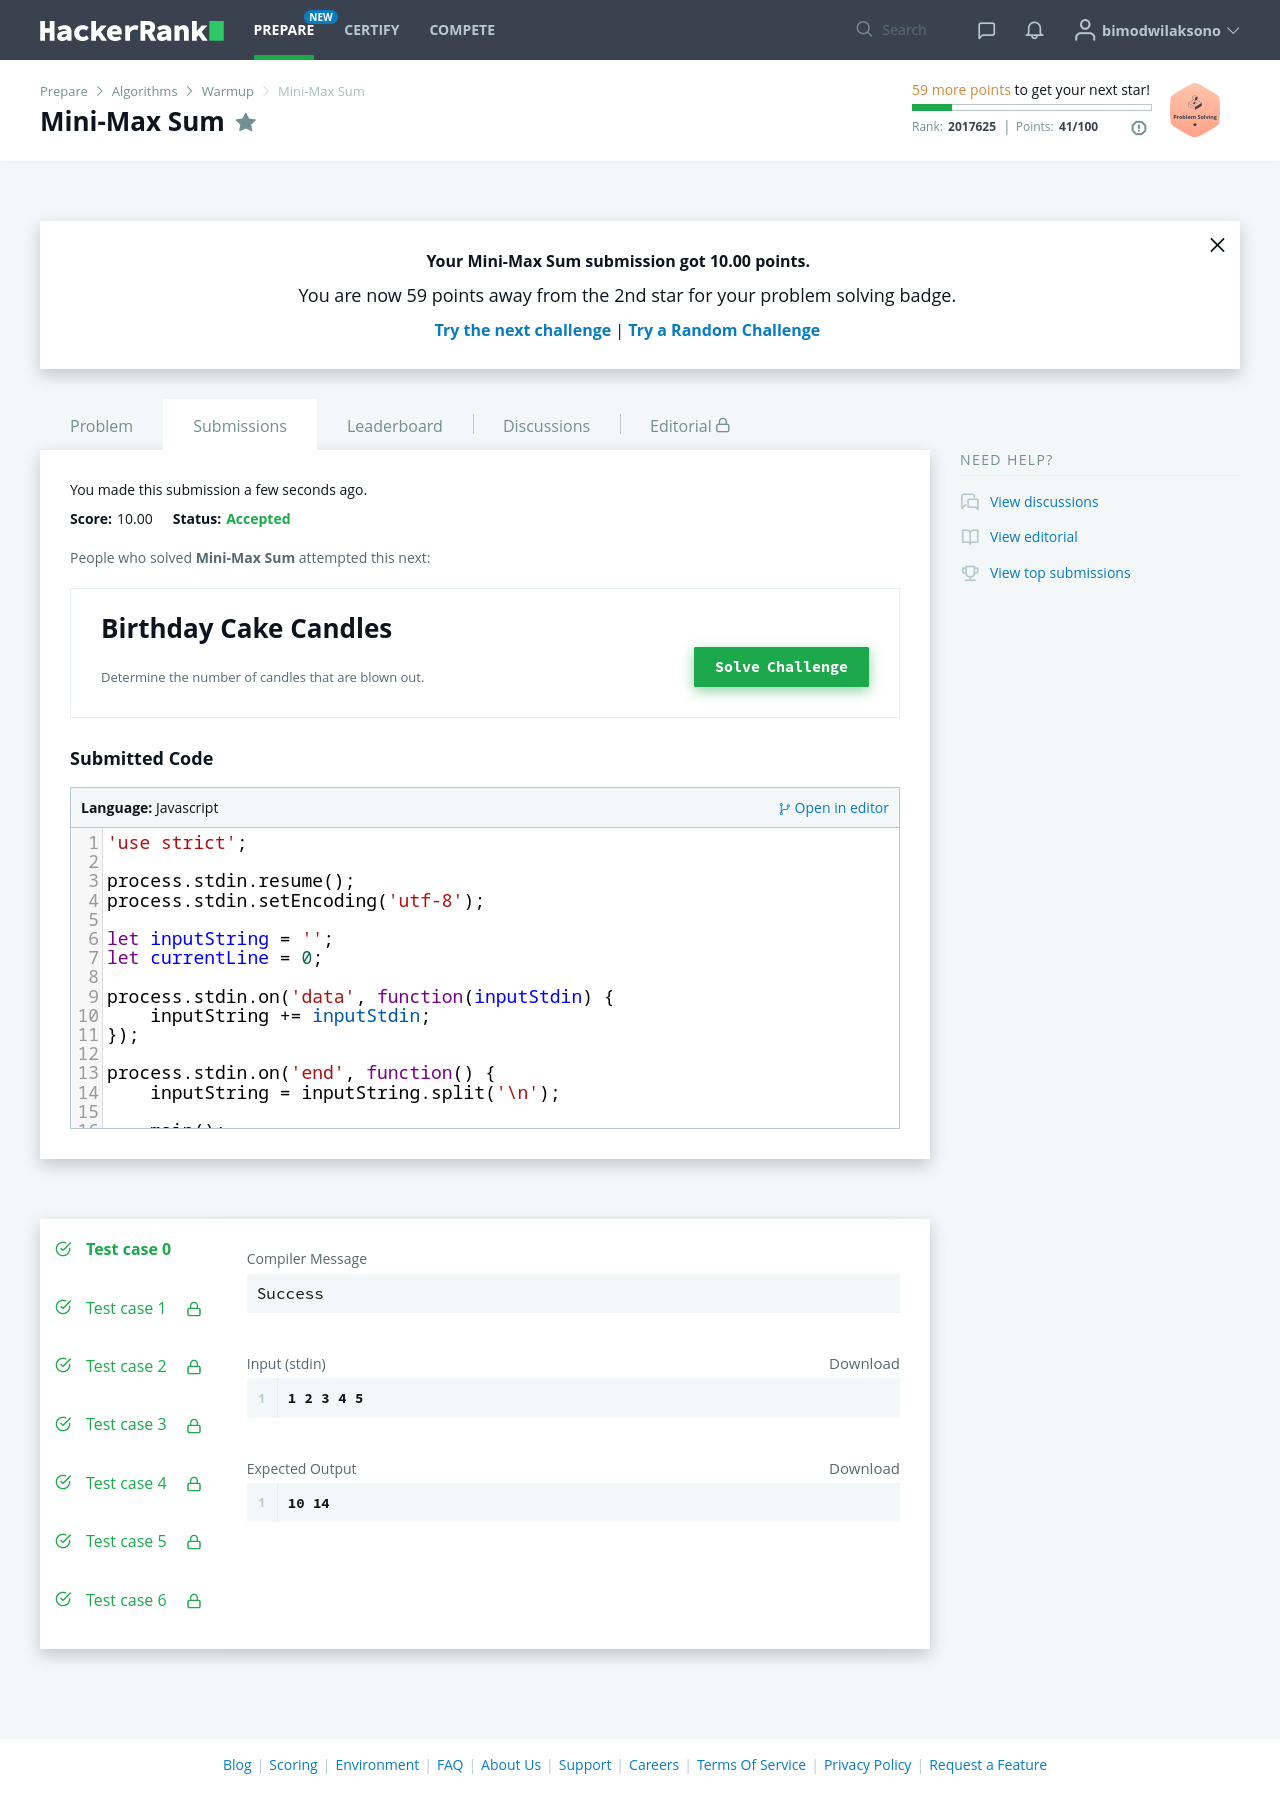 HackerRank
PREPARE
NEW
CERTIFY
COMPETE
Search
bimodwilaksono
Prepare > Algorithms > Warmup > Mini-Max Sum
Mini-Max Sum
59 more points to get your next star!
Rank: 2017625 | Points: 41/100
Problem Solving
Your Mini-Max Sum submission got 10.00 points.
You are now 59 points away from the 2nd star for your problem solving badge.
Try the next challenge | Try a Random Challenge
Problem
Submissions
Leaderboard
Discussions
Editorial
You made this submission a few seconds ago.
Score: 10.00 Status: Accepted
People who solved Mini-Max Sum attempted this next:
Birthday Cake Candles
Determine the number of candles that are blown out.
Solve Challenge
Submitted Code
Language: Javascript
Open in editor
1 'use strict';
2
3 process.stdin.resume();
4 process.stdin.setEncoding('utf-8');
5
6 let inputString = '';
7 let currentLine = 0;
8
9 process.stdin.on('data', function(inputStdin) {
10     inputString += inputStdin;
11 });
12
13 process.stdin.on('end', function() {
14     inputString = inputString.split('\n');
15
16     main();
NEED HELP?
View discussions
View editorial
View top submissions
Test case 0
Test case 1
Test case 2
Test case 3
Test case 4
Test case 5
Test case 6
Compiler Message
Success
Input (stdin)
Download
1 1 2 3 4 5
Expected Output
Download
1 10 14
Blog | Scoring | Environment | FAQ | About Us | Support | Careers | Terms Of Service | Privacy Policy | Request a Feature